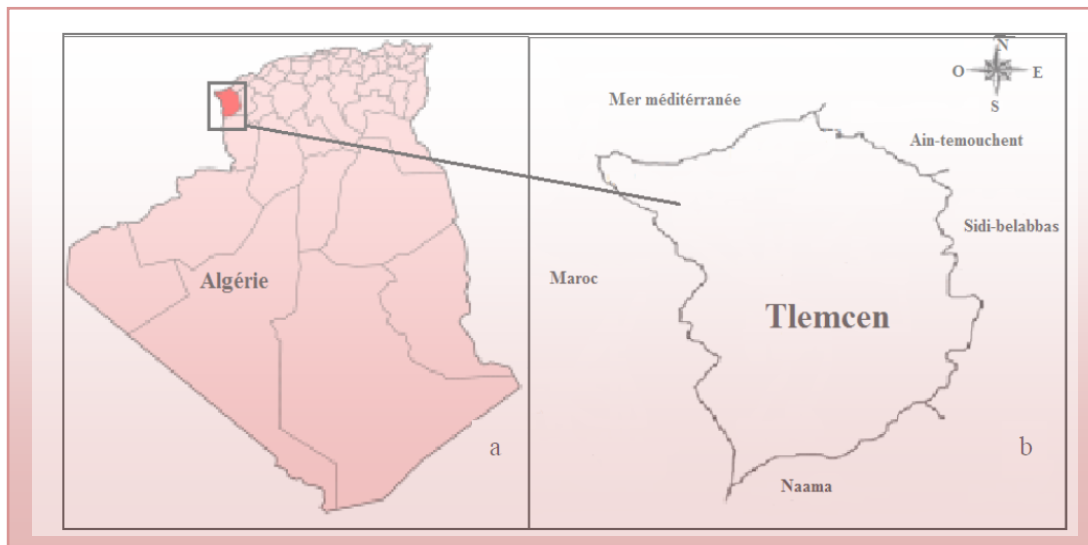 Algérie
a
N
O
E
S
Mer méditérranée
Ain-temouchent
Sidi-belabbas
Maroc
Tlemcen
Naama
b